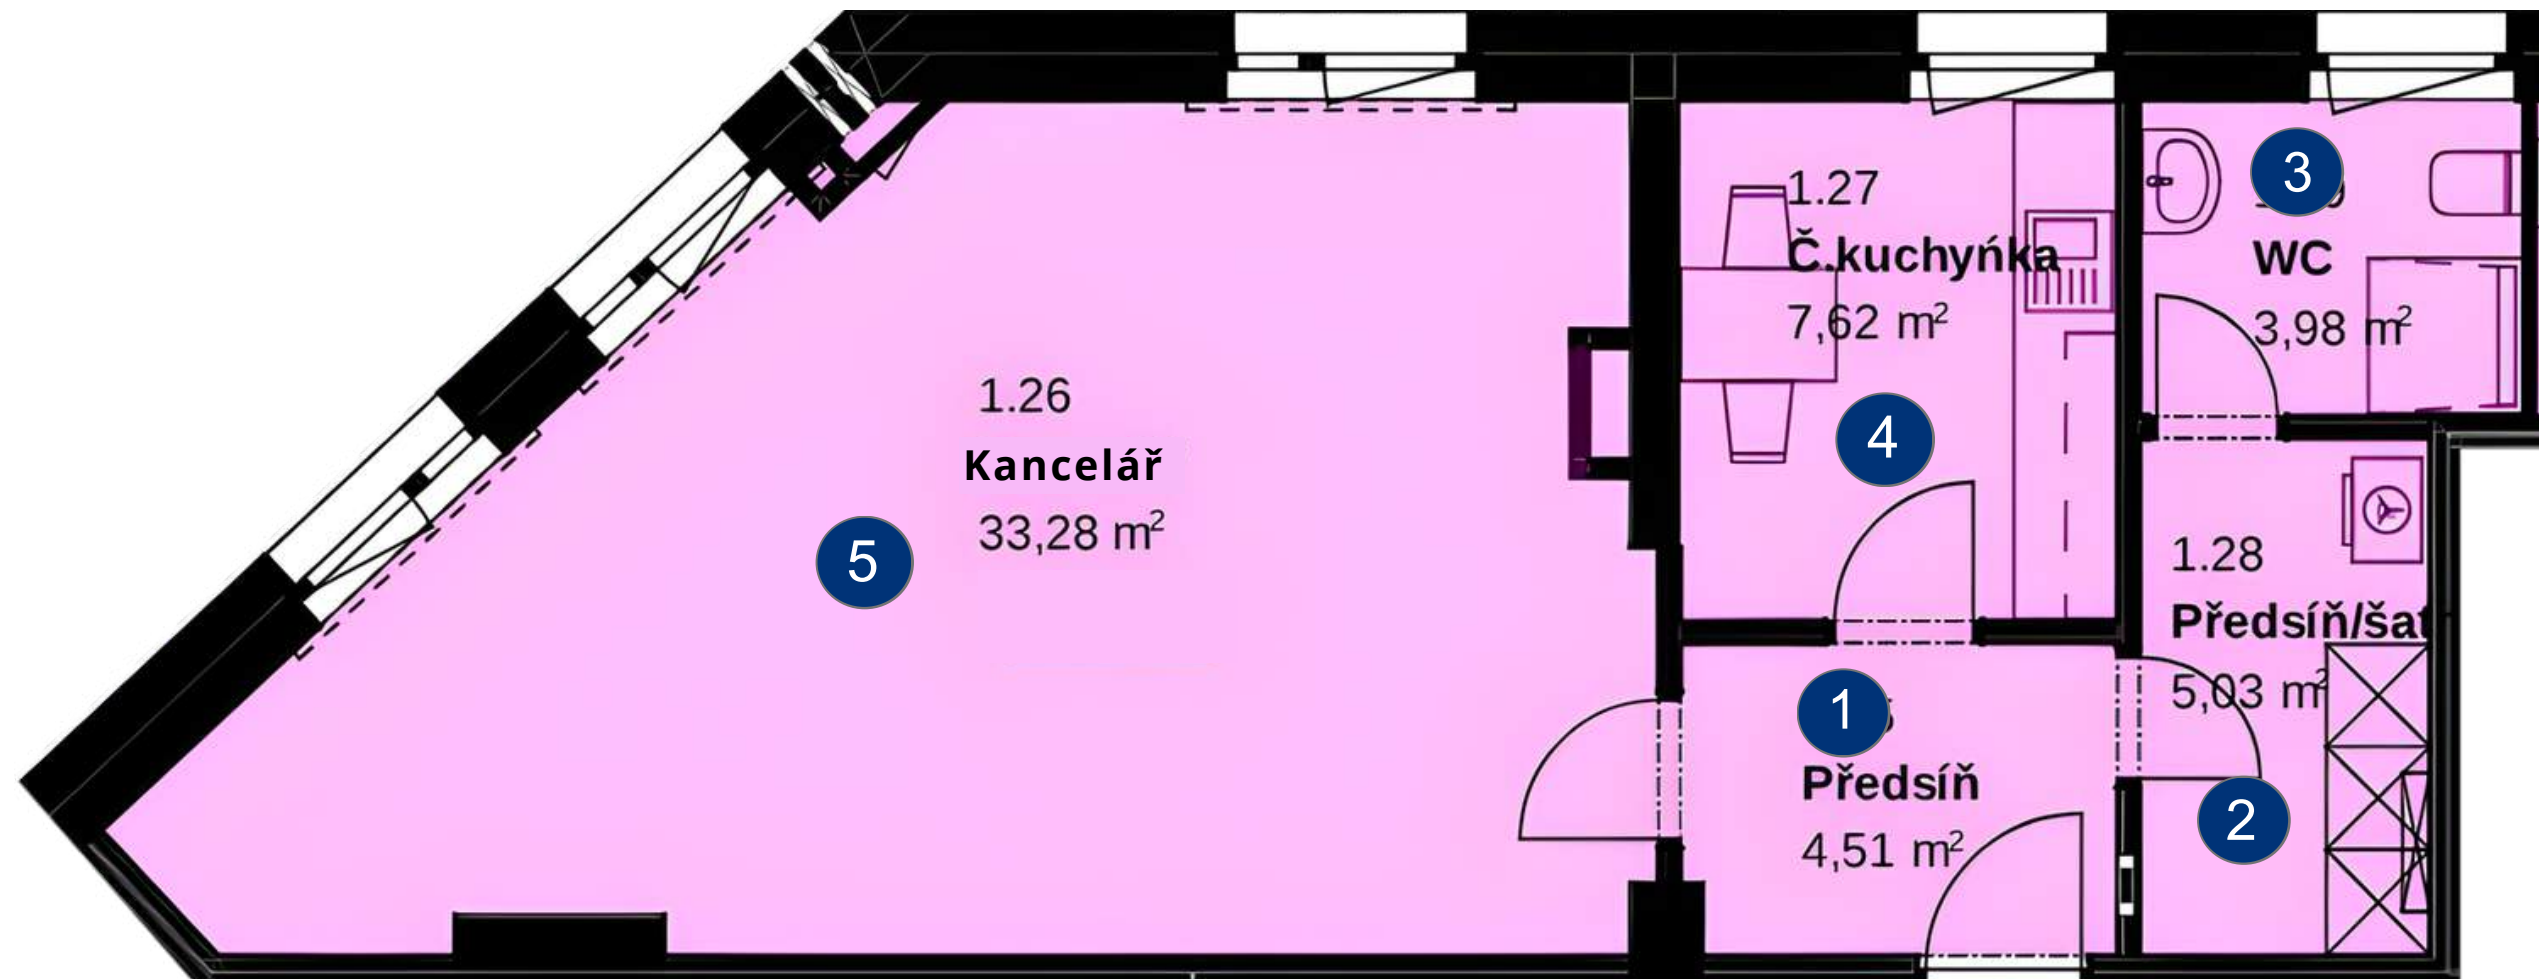 1.26
Kancelář
33,28 m²
5
1.27
Č.kuchyńka
7,62 m²
4
3
WC
3,98 m²
1.28
Předsíň/šat
5,03 m²
2
1
Předsíň
4,51 m²